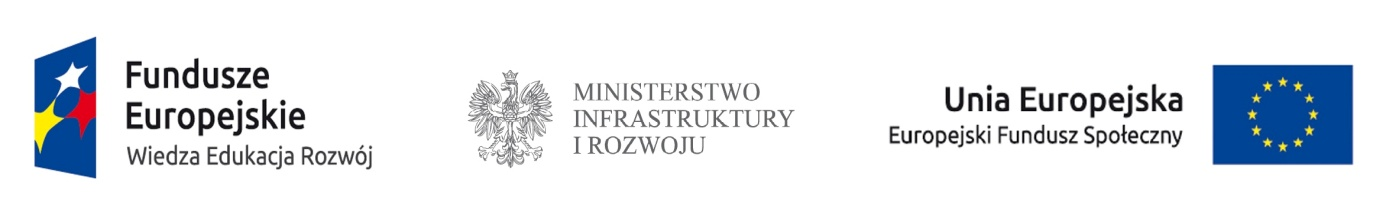 Fundusze
Europejskie
Wiedza Edukacja Rozwój
MINISTERSTWO
INFRASTRUKTURY
I ROZWOJU
Unia Europejska
Europejski Fundusz Społeczny